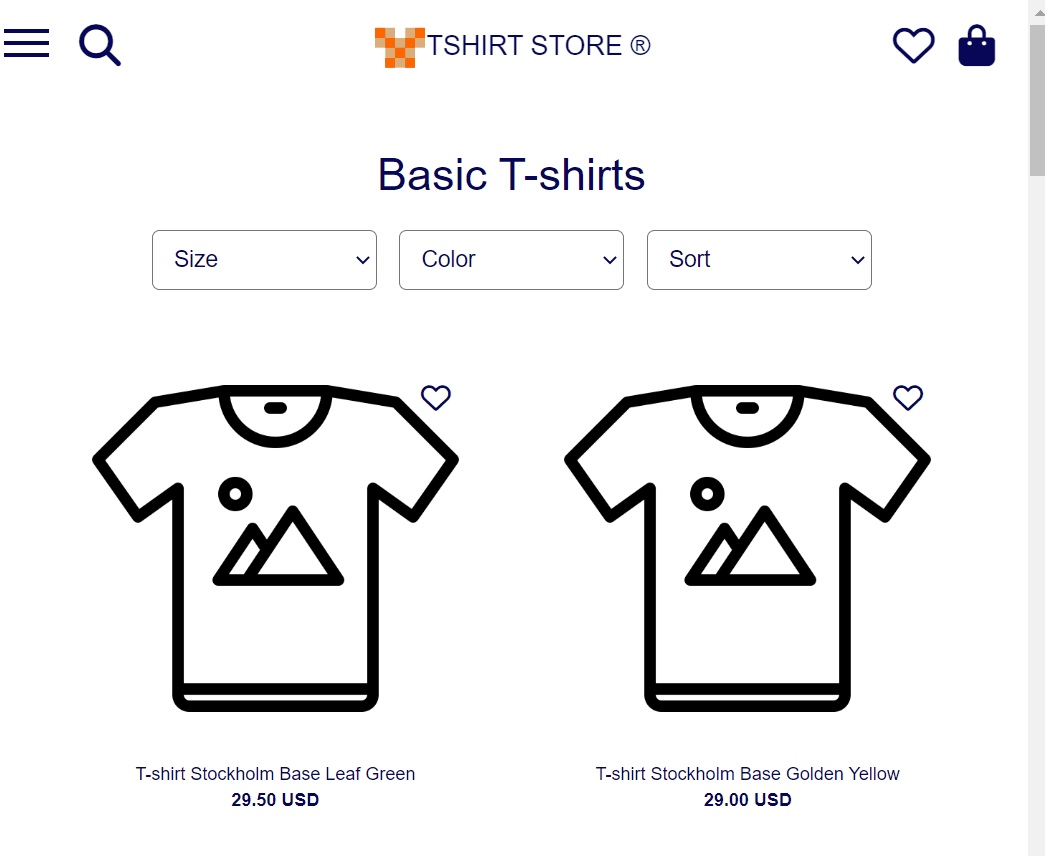 TSHIRT STORE ®
Basic T-shirts
Size
Color
Sort
T-shirt Stockholm Base Leaf Green
29.50 USD
T-shirt Stockholm Base Golden Yellow
29.00 USD